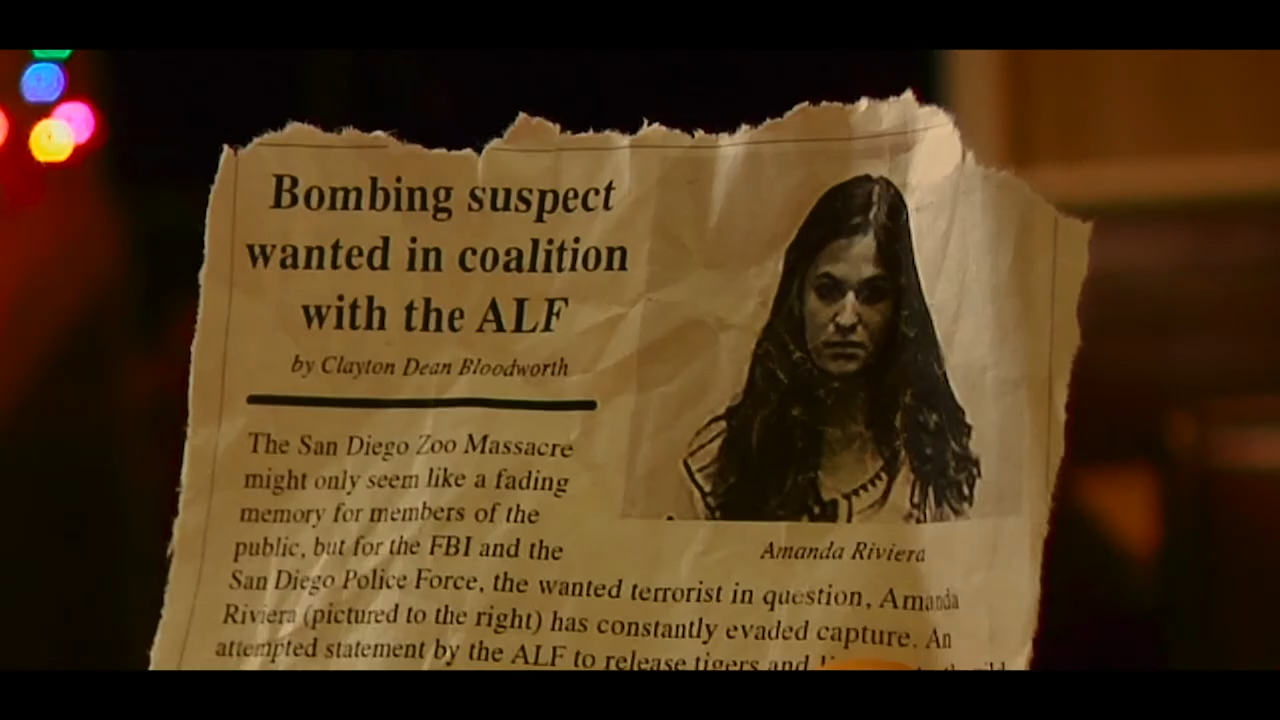 Bombing suspect
wanted in coalition
with the ALF
by Clayton Dean Bloodworth
The San Diego Zoo Massacre
might only seem like a fading
memory for members of the
public, but for the FBI and the
San Diego Police Force, the wanted terrorist in question, Amanda
Riviera (pictured to the right) has constantly evaded capture. An
attempted statement by the ALF to release tigers and
Amanda Riviera